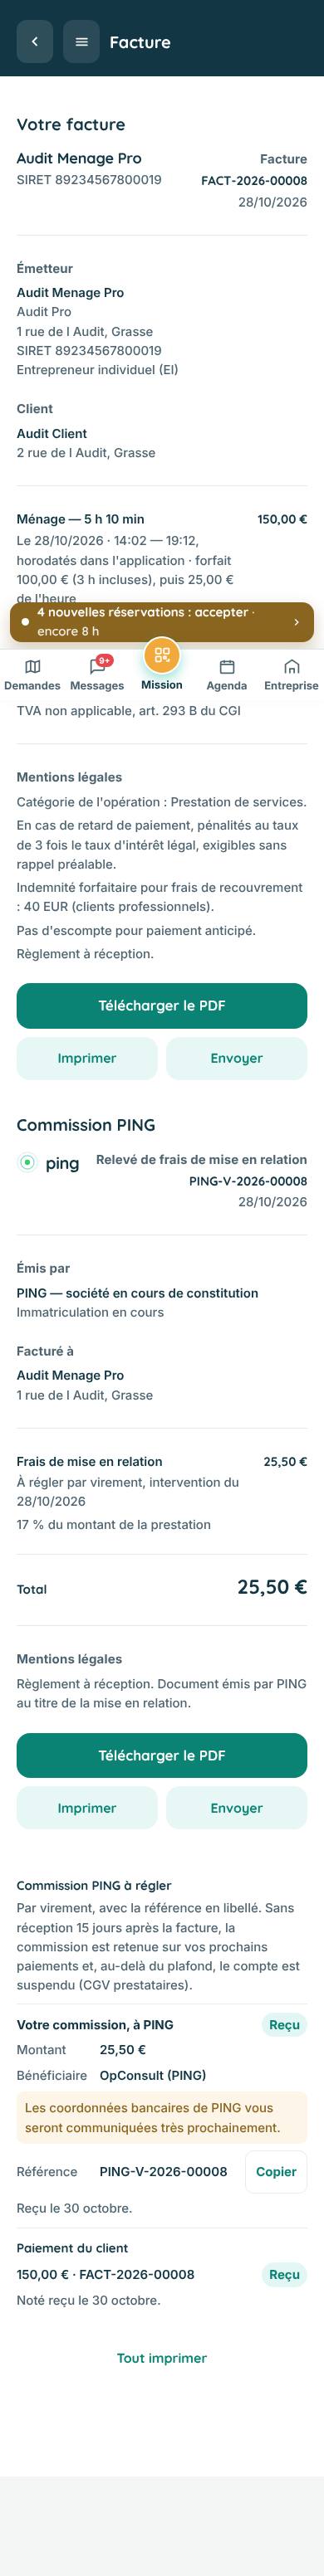 Facture
Votre facture
Audit Menage Pro
Facture
SIRET 89234567800019
FACT-2026-00008
28/10/2026
Émetteur
Audit Menage Pro
Audit Pro
1 rue de l Audit, Grasse
SIRET 89234567800019
Entrepreneur individuel (EI)
Client
Audit Client
2 rue de l Audit, Grasse
Ménage — 5 h 10 min
150,00 €
Le 28/10/2026 · 14:02 — 19:12,
horodatés dans l'application · forfait
100,00 € (3 h incluses), puis 25,00 €
de l'heure
4 nouvelles réservations : accepter ·
encore 8 h
9+
Demandes
Messages
Mission
Agenda
Entreprise
TVA non applicable, art. 293 B du CGI
Mentions légales
Catégorie de l'opération : Prestation de services.
En cas de retard de paiement, pénalités au taux
de 3 fois le taux d'intérêt légal, exigibles sans
rappel préalable.
Indemnité forfaitaire pour frais de recouvrement
: 40 EUR (clients professionnels).
Pas d'escompte pour paiement anticipé.
Règlement à réception.
Télécharger le PDF
Imprimer
Envoyer
Commission PING
ping
Relevé de frais de mise en relation
PING-V-2026-00008
28/10/2026
Émis par
PING — société en cours de constitution
Immatriculation en cours
Facturé à
Audit Menage Pro
1 rue de l Audit, Grasse
Frais de mise en relation
25,50 €
À régler par virement, intervention du
28/10/2026
17 % du montant de la prestation
Total
25,50 €
Mentions légales
Règlement à réception. Document émis par PING
au titre de la mise en relation.
Télécharger le PDF
Imprimer
Envoyer
Commission PING à régler
Par virement, avec la référence en libellé. Sans
réception 15 jours après la facture, la
commission est retenue sur vos prochains
paiements et, au-delà du plafond, le compte est
suspendu (CGV prestataires).
Votre commission, à PING
Reçu
Montant
25,50 €
Bénéficiaire
OpConsult (PING)
Les coordonnées bancaires de PING vous
seront communiquées très prochainement.
Référence
PING-V-2026-00008
Copier
Reçu le 30 octobre.
Paiement du client
150,00 € · FACT-2026-00008
Reçu
Noté reçu le 30 octobre.
Tout imprimer